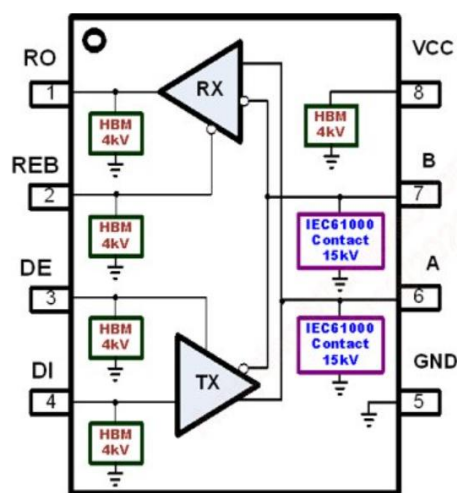 RO
1
HBM
4kV
REB
2
HBM
4kV
DE
3
HBM
4kV
DI
4
HBM
4kV
RX
TX
VCC
8
HBM
4kV
B
7
IEC61000
Contact
15kV
A
6
IEC61000
Contact
15kV
GND
5